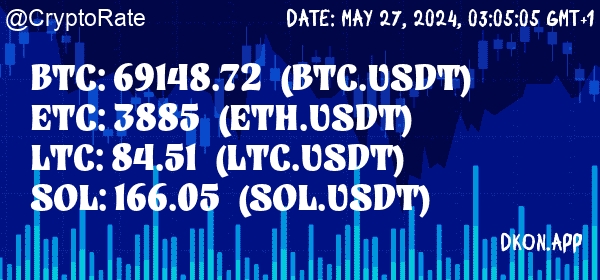 @CryptoRate
DATE: MAY 27, 2024, 03:05:05 GMT+1
BTC: 69148.72 (BTC.USDT)
ETC: 3885 (ETH.USDT)
LTC: 84.51 (LTC.USDT)
SOL: 166.05 (SOL.USDT)
DKON.APP